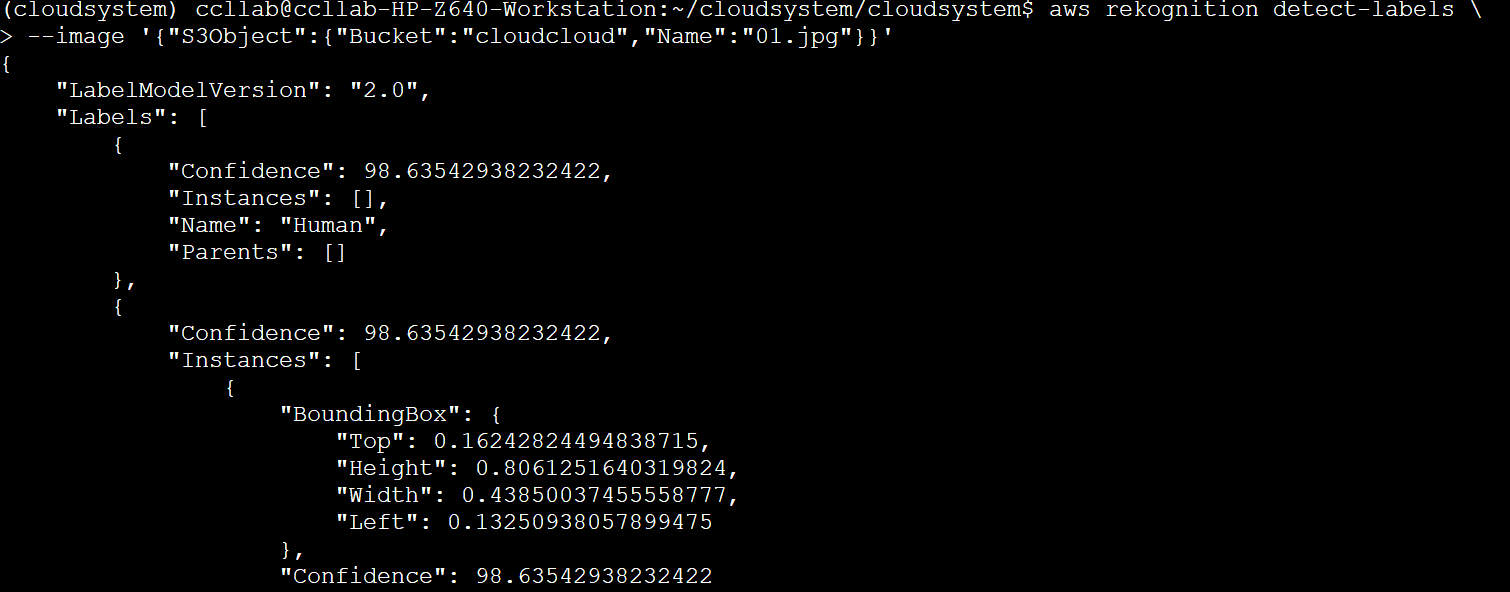 (cloudsystem) ccllab@ccllab-HP-Z640-Workstation:~/cloudsystem/cloudsystem$ aws rekognition detect-labels \
> --image '{"S3Object":{"Bucket":"cloudcloud","Name":"01.jpg"}}'
{
    "LabelModelVersion": "2.0",
    "Labels": [
        {
            "Confidence": 98.63542938232422,
            "Instances": [],
            "Name": "Human",
            "Parents": []
        },
        {
            "Confidence": 98.63542938232422,
            "Instances": [
                {
                    "BoundingBox": {
                        "Top": 0.16242824494838715,
                        "Height": 0.8061251640319824,
                        "Width": 0.43850037455558777,
                        "Left": 0.13250938057899475
                    },
                    "Confidence": 98.63542938232422